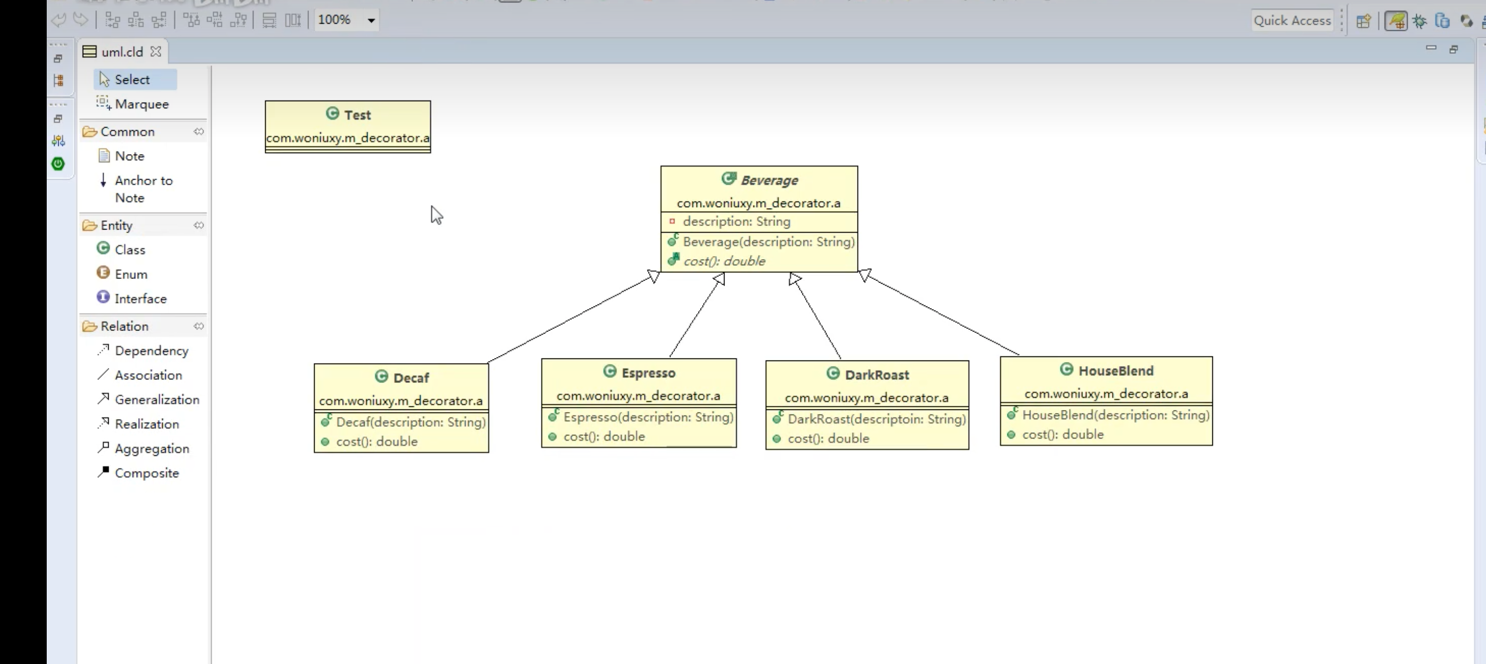 100%
Quick Access
uml.cld
Select
Marquee
Common
Note
Anchor to
Note
Entity
Class
Enum
Interface
Relation
Dependency
Association
Generalization
Realization
Aggregation
Composite
Test
com.woniuxy.m_decorator.a
Beverage
com.woniuxy.m_decorator.a
description: String
Beverage(description: String)
cost(): double
Decaf
com.woniuxy.m_decorator.a
Decaf(description: String)
cost(): double
Espresso
com.woniuxy.m_decorator.a
Espresso(description: String)
cost(): double
DarkRoast
com.woniuxy.m_decorator.a
DarkRoast(descriptoin: String)
cost(): double
HouseBlend
com.woniuxy.m_decorator.a
HouseBlend(description: String)
cost(): double